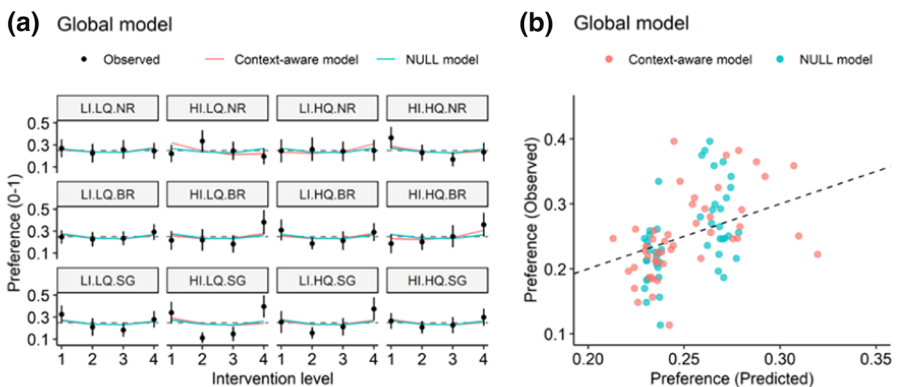 (a) Global model
Observed Context-aware model NULL model
LI.LQ.NR HI.LQ.NR LI.HQ.NR HI.HQ.NR
0.5
0.3
0.1
LI.LQ.BR HI.LQ.BR LI.HQ.BR HI.HQ.BR
0.5
0.3
0.1
LI.LQ.SG HI.LQ.SG LI.HQ.SG HI.HQ.SG
0.5
0.3
0.1
Preference (0-1)
1 2 3 4 1 2 3 4 1 2 3 4 1 2 3 4
Intervention level
(b) Global model
Context-aware model NULL model
Preference (Observed)
0.4
0.3
0.2
0.1
0.20 0.25 0.30 0.35
Preference (Predicted)